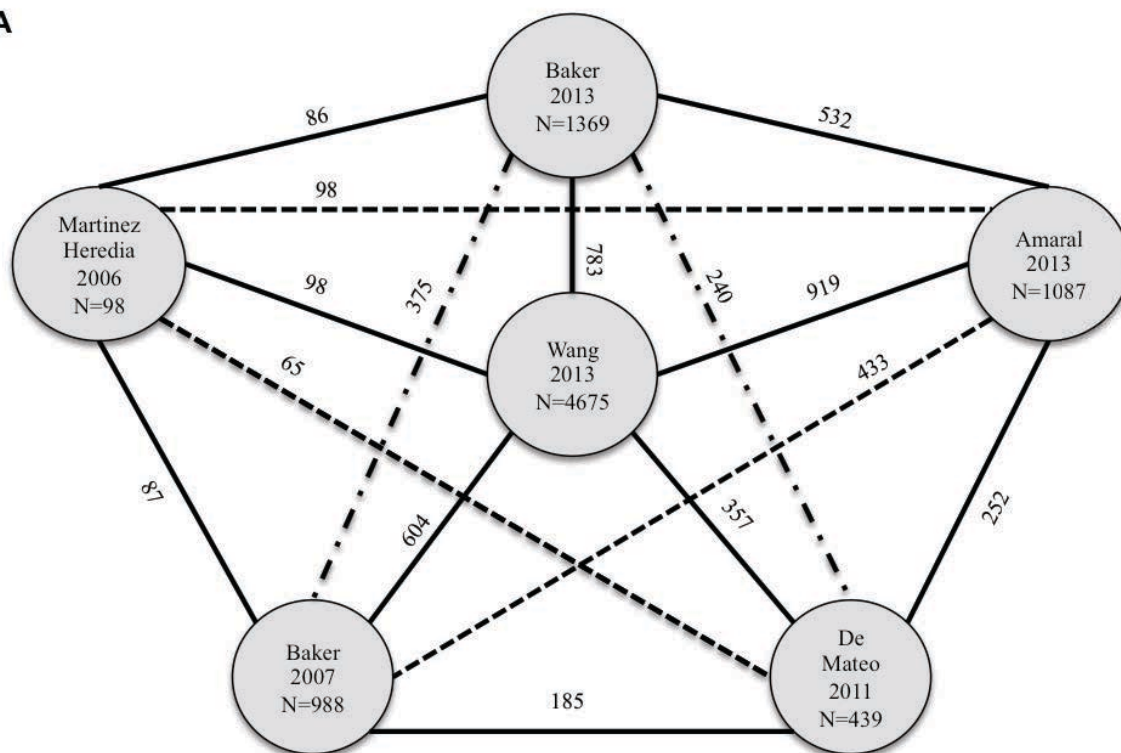 A
Baker
2013
N=1369
86
532
98
Martinez
Heredia
2006
N=98
Amaral
2013
N=1087
783
98
375
240
919
Wang
2013
N=4675
65
433
87
604
357
252
Baker
2007
N=988
De
Mateo
2011
N=439
185